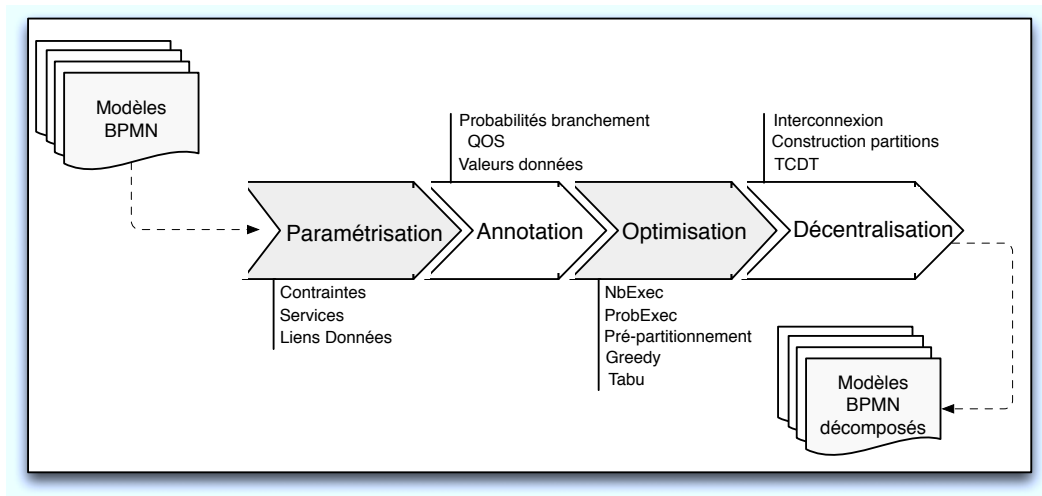 Modèles
BPMN
Probabilités branchement
QOS
Valeurs données
Interconnexion
Construction partitions
TCDT
Paramétrisation
Annotation
Optimisation
Décentralisation
Contraintes
Services
Liens Données
NbExec
ProbExec
Pré-partitionnement
Greedy
Tabu
Modèles
BPMN
décomposés